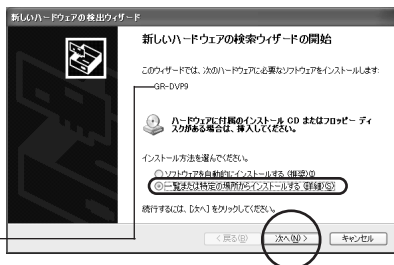 新しいハードウェアの検出ウィザード
新しいハードウェアの検索ウィザードの開始
このウィザードでは、次のハードウェアに必要なソフトウェアをインストールします:
GR-DVP9
ハードウェアに付属のインストール CD またはフロッピー ディ
スクがある場合は、挿入してください。
インストール方法を選んでください。
ソフトウェアを自動的にインストールする (推奨)(I)
一覧または特定の場所からインストールする (詳細)(S)
続行するには、[次へ] をクリックしてください。
< 戻る(B)
次へ(N) >
キャンセル